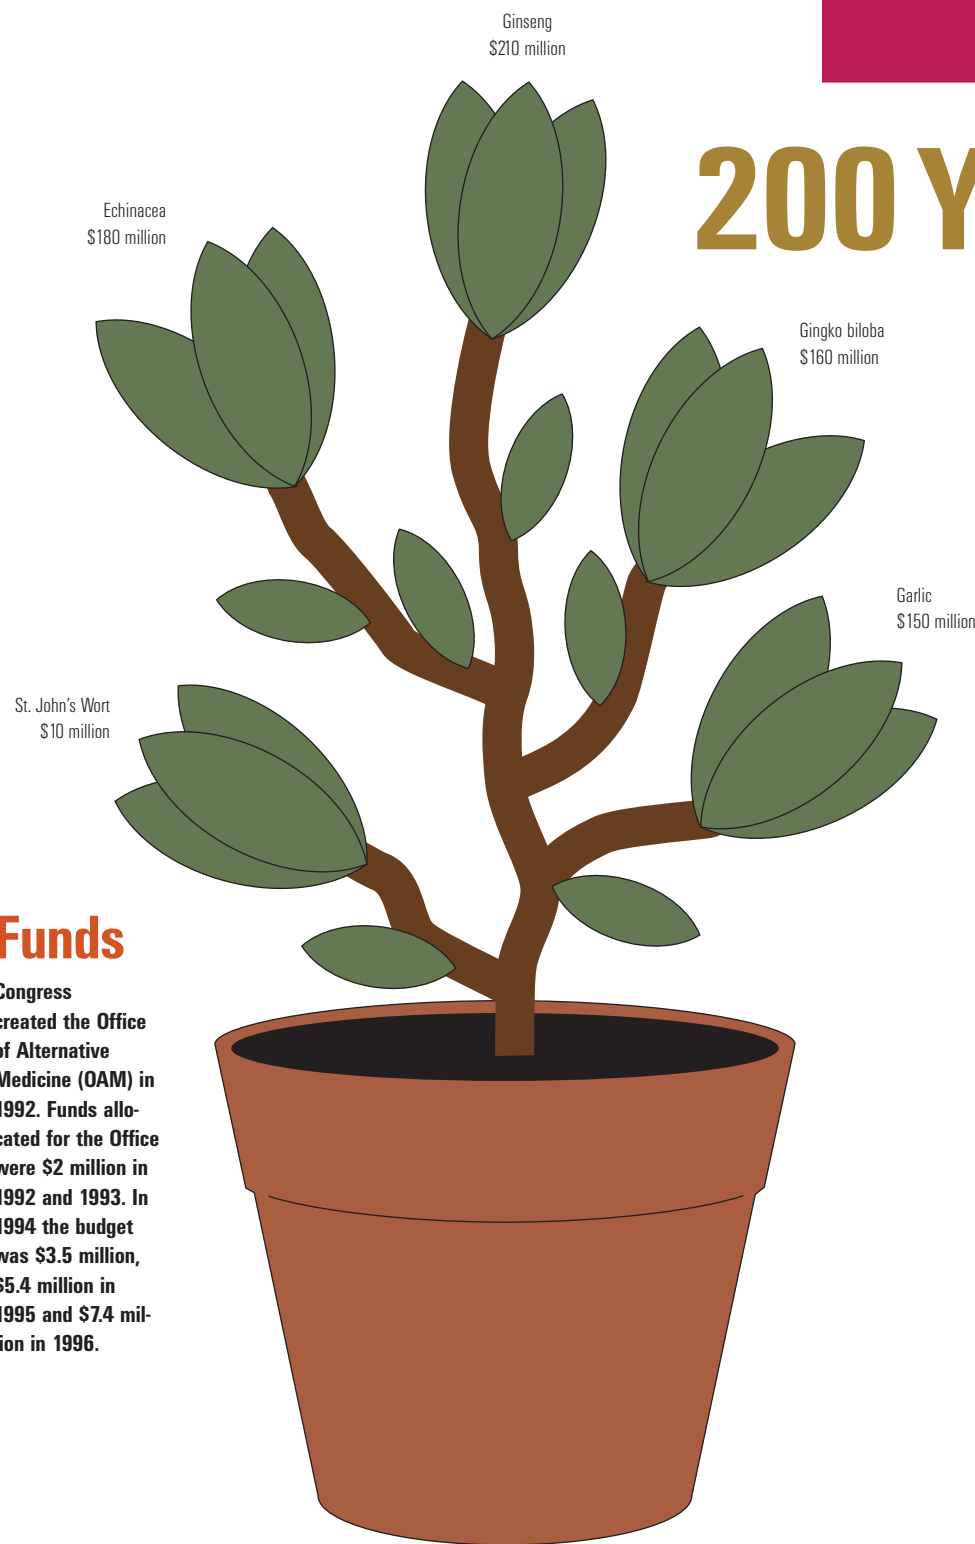 Ginseng
$210 million
200 Y
Echinacea
$180 million
Gingko biloba
$160 million
Garlic
$150 million
St. John's Wort
$10 million
Funds
Congress
created the Office
of Alternative
Medicine (OAM) in
1992. Funds allo-
cated for the Office
were $2 million in
1992 and 1993. In
1994 the budget
was $3.5 million,
$5.4 million in
1995 and $7.4 mil-
lion in 1996.